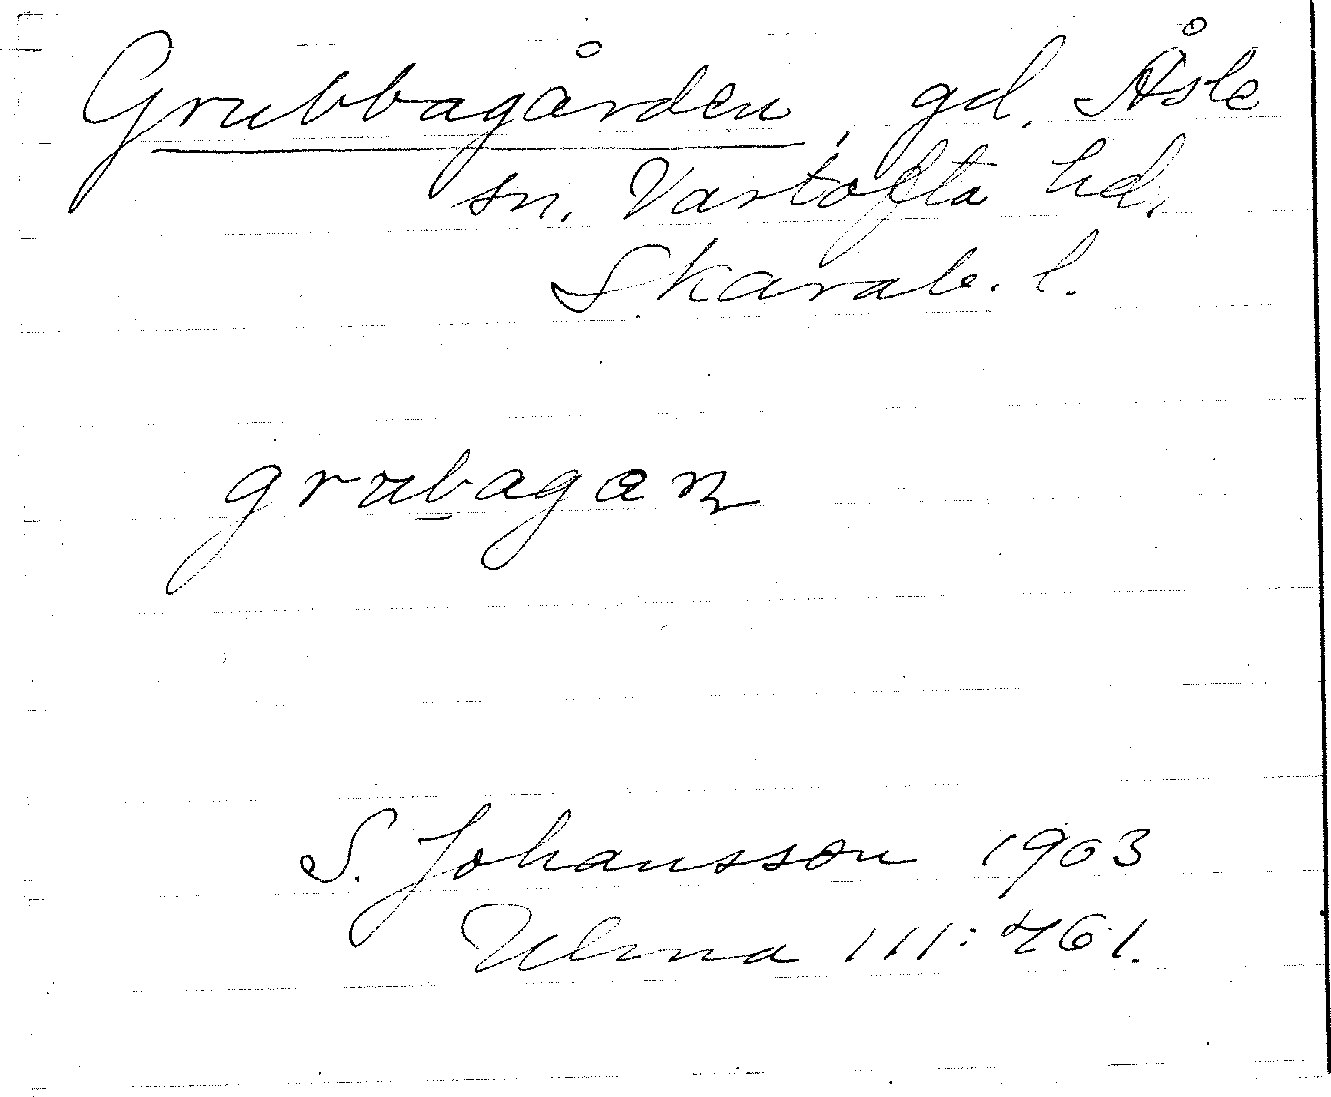 Grubbagården, gd. Åsle
sn. Vartofta hd.
Skarab. l.
grubagan
S. Johansson 1903
Ulma 111:761.